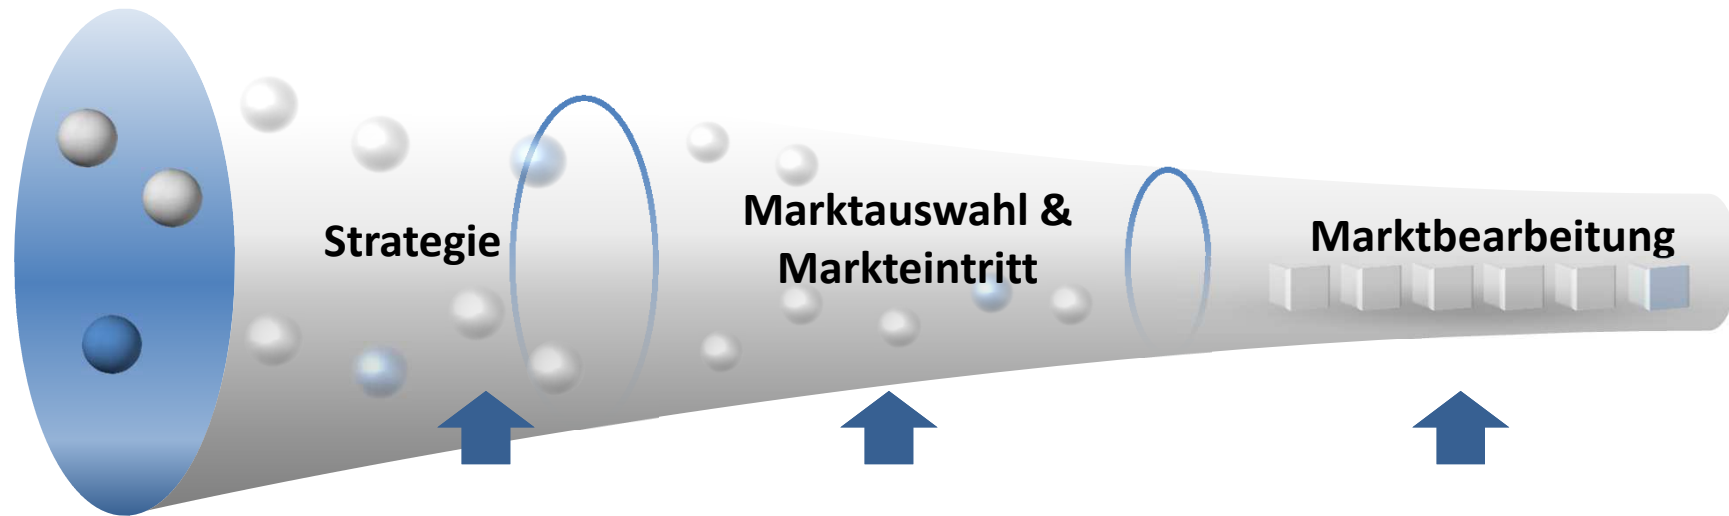 Strategie
Marktauswahl &
Markteintritt
Marktbearbeitung